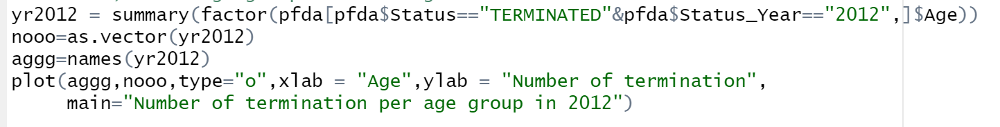 yr2012 = summary(factor(pfda[pfda$Status=="TERMINATED"&pfda$Status_Year=="2012",]$Age))
nooo=as.vector(yr2012)
aggg=names(yr2012)
plot(aggg,nooo,type="o",xlab = "Age",ylab = "Number of termination",
     main="Number of termination per age group in 2012")